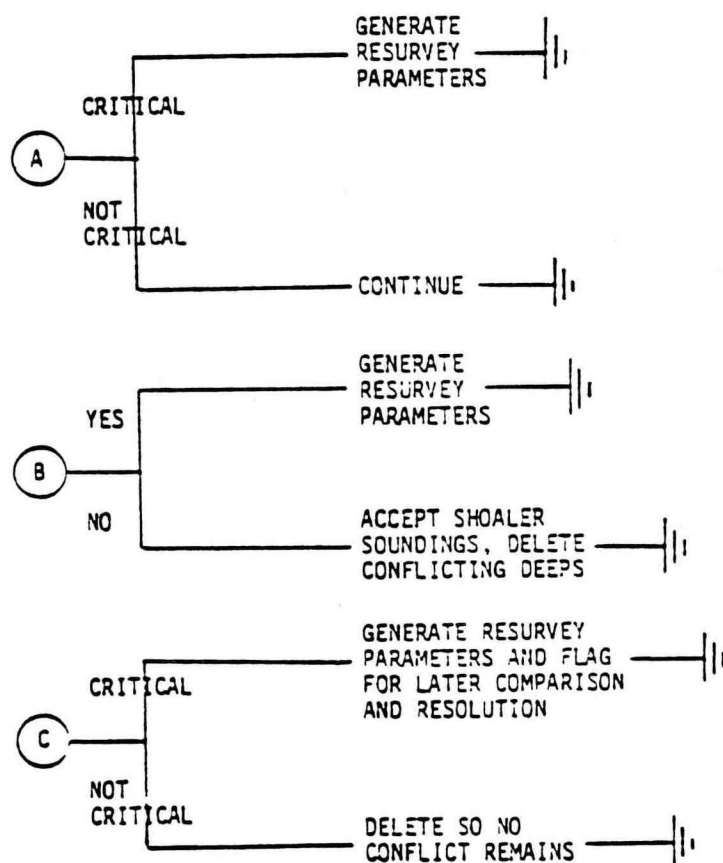 GENERATE
RESURVEY
PARAMETERS
CRITICAL
A
NOT
CRITICAL
CONTINUE
GENERATE
RESURVEY
PARAMETERS
YES
B
NO
ACCEPT SHOALER
SOUNDINGS, DELETE
CONFLICTING DEEPS
GENERATE RESURVEY
PARAMETERS AND FLAG
FOR LATER COMPARISON
AND RESOLUTION
CRITICAL
C
NOT
CRITICAL
DELETE SO NO
CONFLICT REMAINS